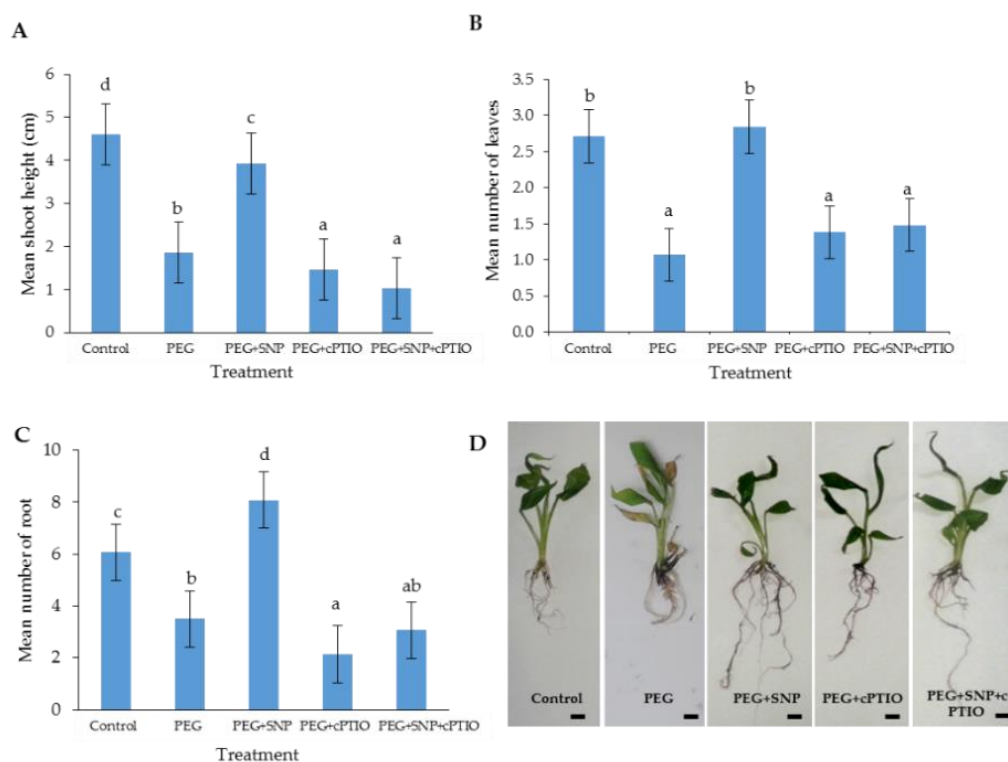 A
Mean shoot height (cm)
6
5
4
3
2
1
0
d
b
c
a
a
Control PEG PEG+SNP PEG+cPTIO PEG+SNP+cPTIO
Treatment
B
Mean number of leaves
3.5
3.0
2.5
2.0
1.5
1.0
0.5
0.0
b
a
b
a
a
Control PEG PEG+SNP PEG+cPTIO PEG+SNP+cPTIO
Treatment
C
Mean number of root
10
8
6
4
2
0
c
b
d
a
ab
Control PEG PEG+SNP PEG+cPTIO PEG+SNP+cPTIO
Treatment
D
Control
PEG
PEG+SNP
PEG+cPTIO
PEG+SNP+c
PTIO